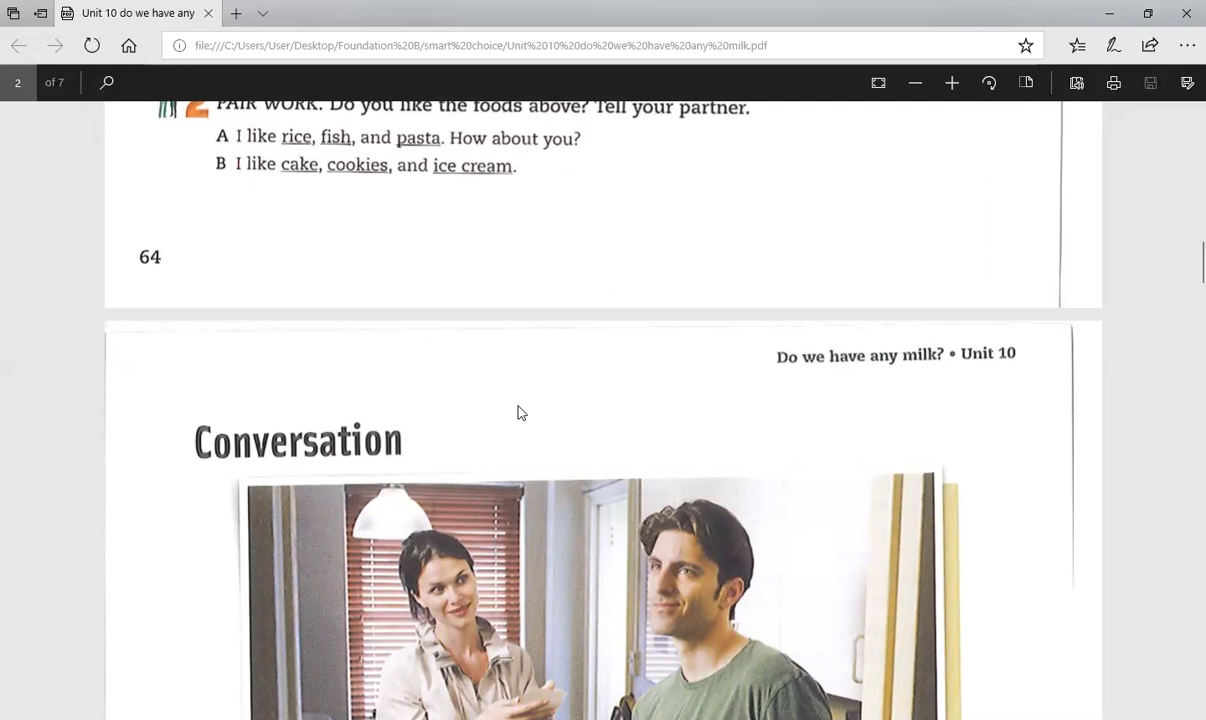 Unit 10 do we have any
file:///C:/Users/User/Desktop/Foundation%20B/smart%20choice/Unit%2010%20do%20we%20have%20any%20milk.pdf
2 of 7
2 PAIR WORK. Do you like the foods above? Tell your partner.
A I like rice, fish, and pasta. How about you?
B I like cake, cookies, and ice cream.
64
Do we have any milk? • Unit 10
Conversation